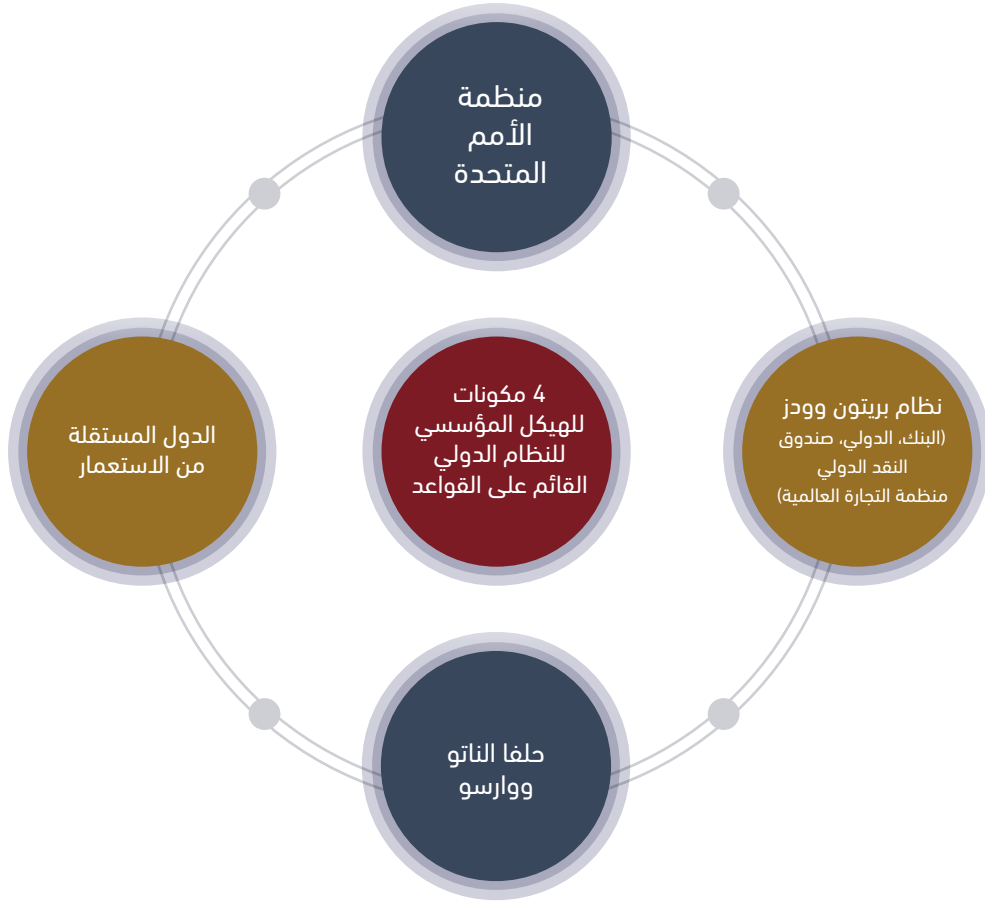 منظمة
الأمم
المتحدة
نظام بريتون وودز
(البنك، الدولي، صندوق
النقد الدولي
منظمة التجارة العالمية)
4 مكونات
للهيكل المؤسسي
للنظام الدولي
القائم على القواعد
الدول المستقلة
من الاستعمار
حلفا الناتو
ووارسو